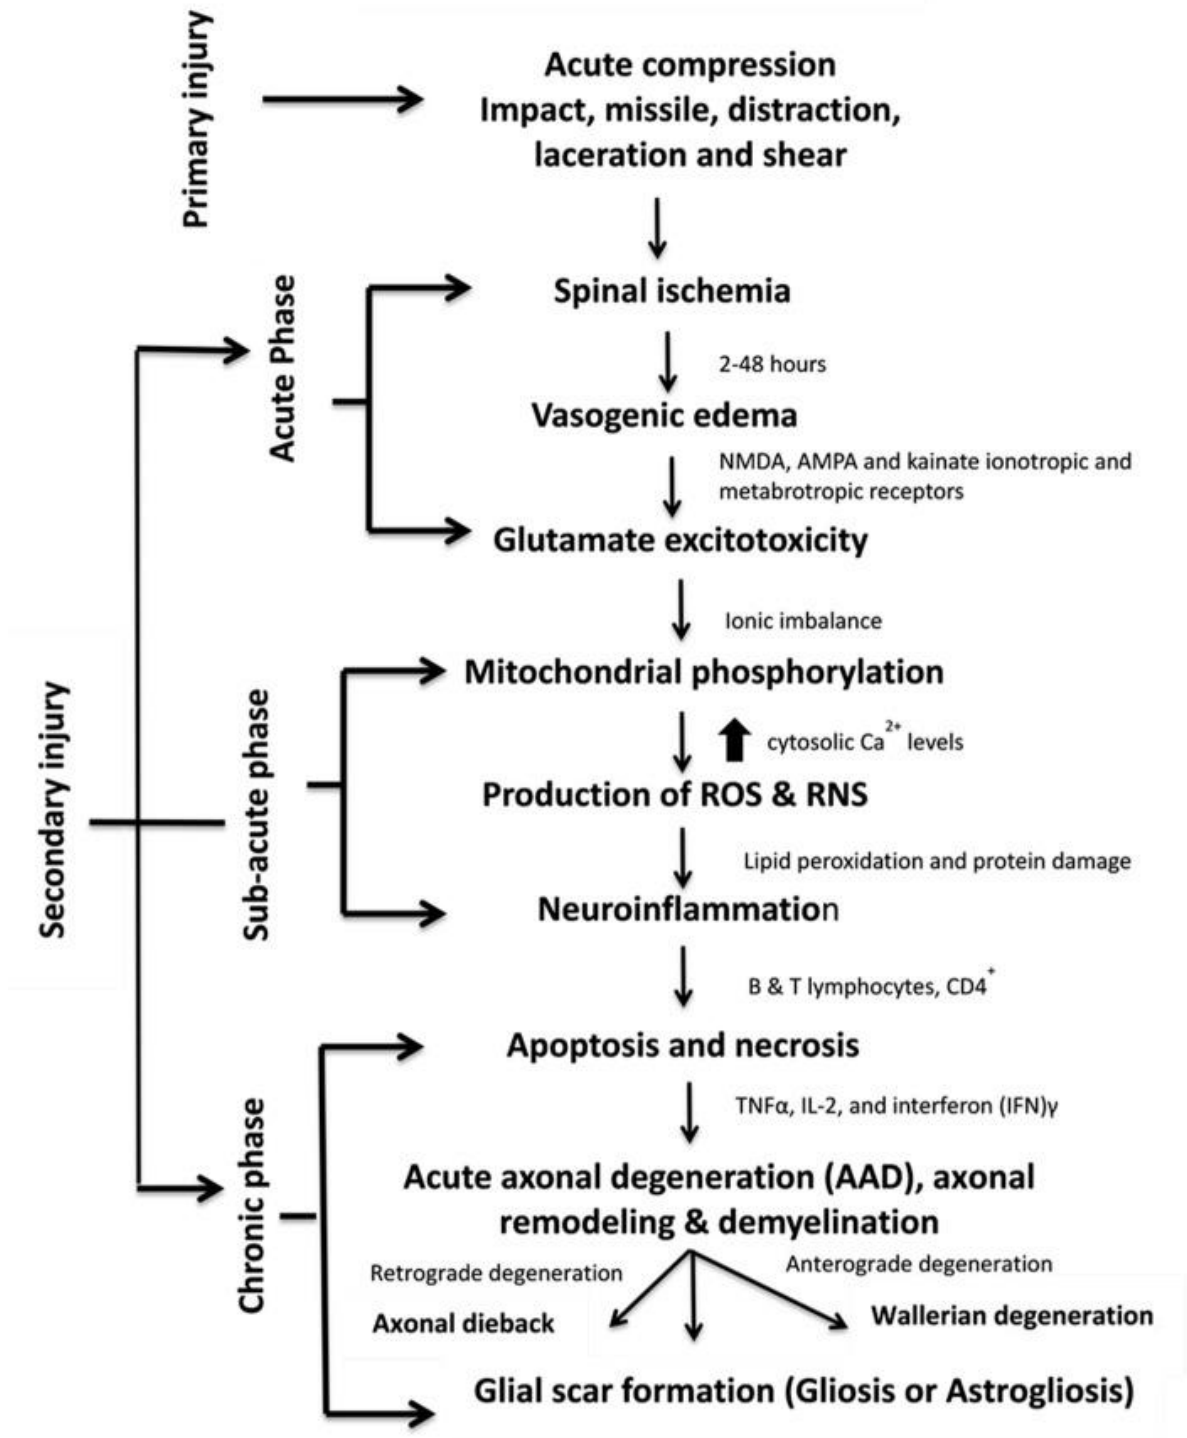 Primary injury
Acute compression
Impact, missile, distraction,
laceration and shear
Secondary injury
Acute Phase
Spinal ischemia
2-48 hours
Vasogenic edema
NMDA, AMPA and kainate ionotropic and
metabrotropic receptors
Glutamate excitotoxicity
Ionic imbalance
Sub-acute phase
Mitochondrial phosphorylation
cytosolic Ca²⁺ levels
Production of ROS & RNS
Lipid peroxidation and protein damage
Neuroinflammation
B & T lymphocytes, CD4⁺
Chronic phase
Apoptosis and necrosis
TNFα, IL-2, and interferon (IFN)γ
Acute axonal degeneration (AAD), axonal
remodeling & demyelination
Retrograde degeneration
Anterograde degeneration
Axonal dieback
Wallerian degeneration
Glial scar formation (Gliosis or Astrogliosis)